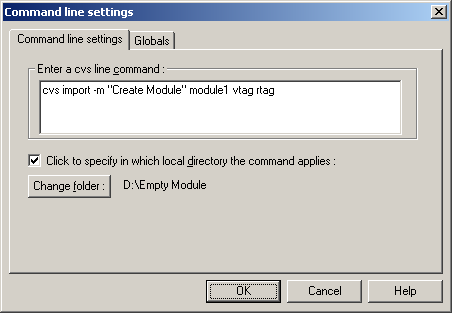 Command line settings
Command line settings Globals
Enter a cvs line command :
cvs import -m "Create Module" module1 vtag rtag
Click to specify in which local directory the command applies :
Change folder : D:\Empty Module
OK Cancel Help